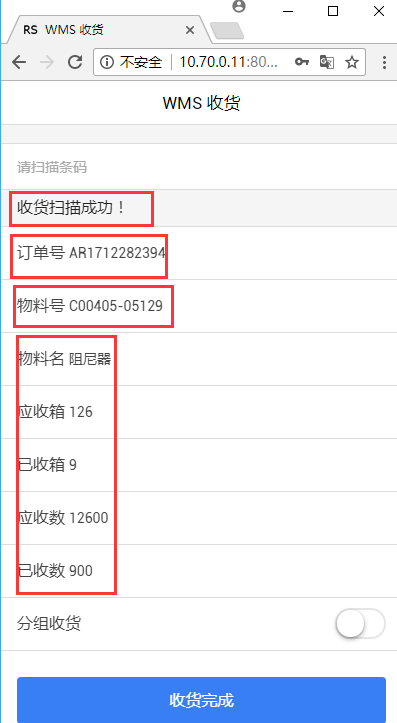 RS WMS 收货
不安全 10.70.0.11:80...
WMS 收货
请扫描条码
收货扫描成功！
订单号 AR1712282394
物料号 C00405-05129
物料名 阻尼器
应收箱 126
已收箱 9
应收数 12600
已收数 900
分组收货
收货完成